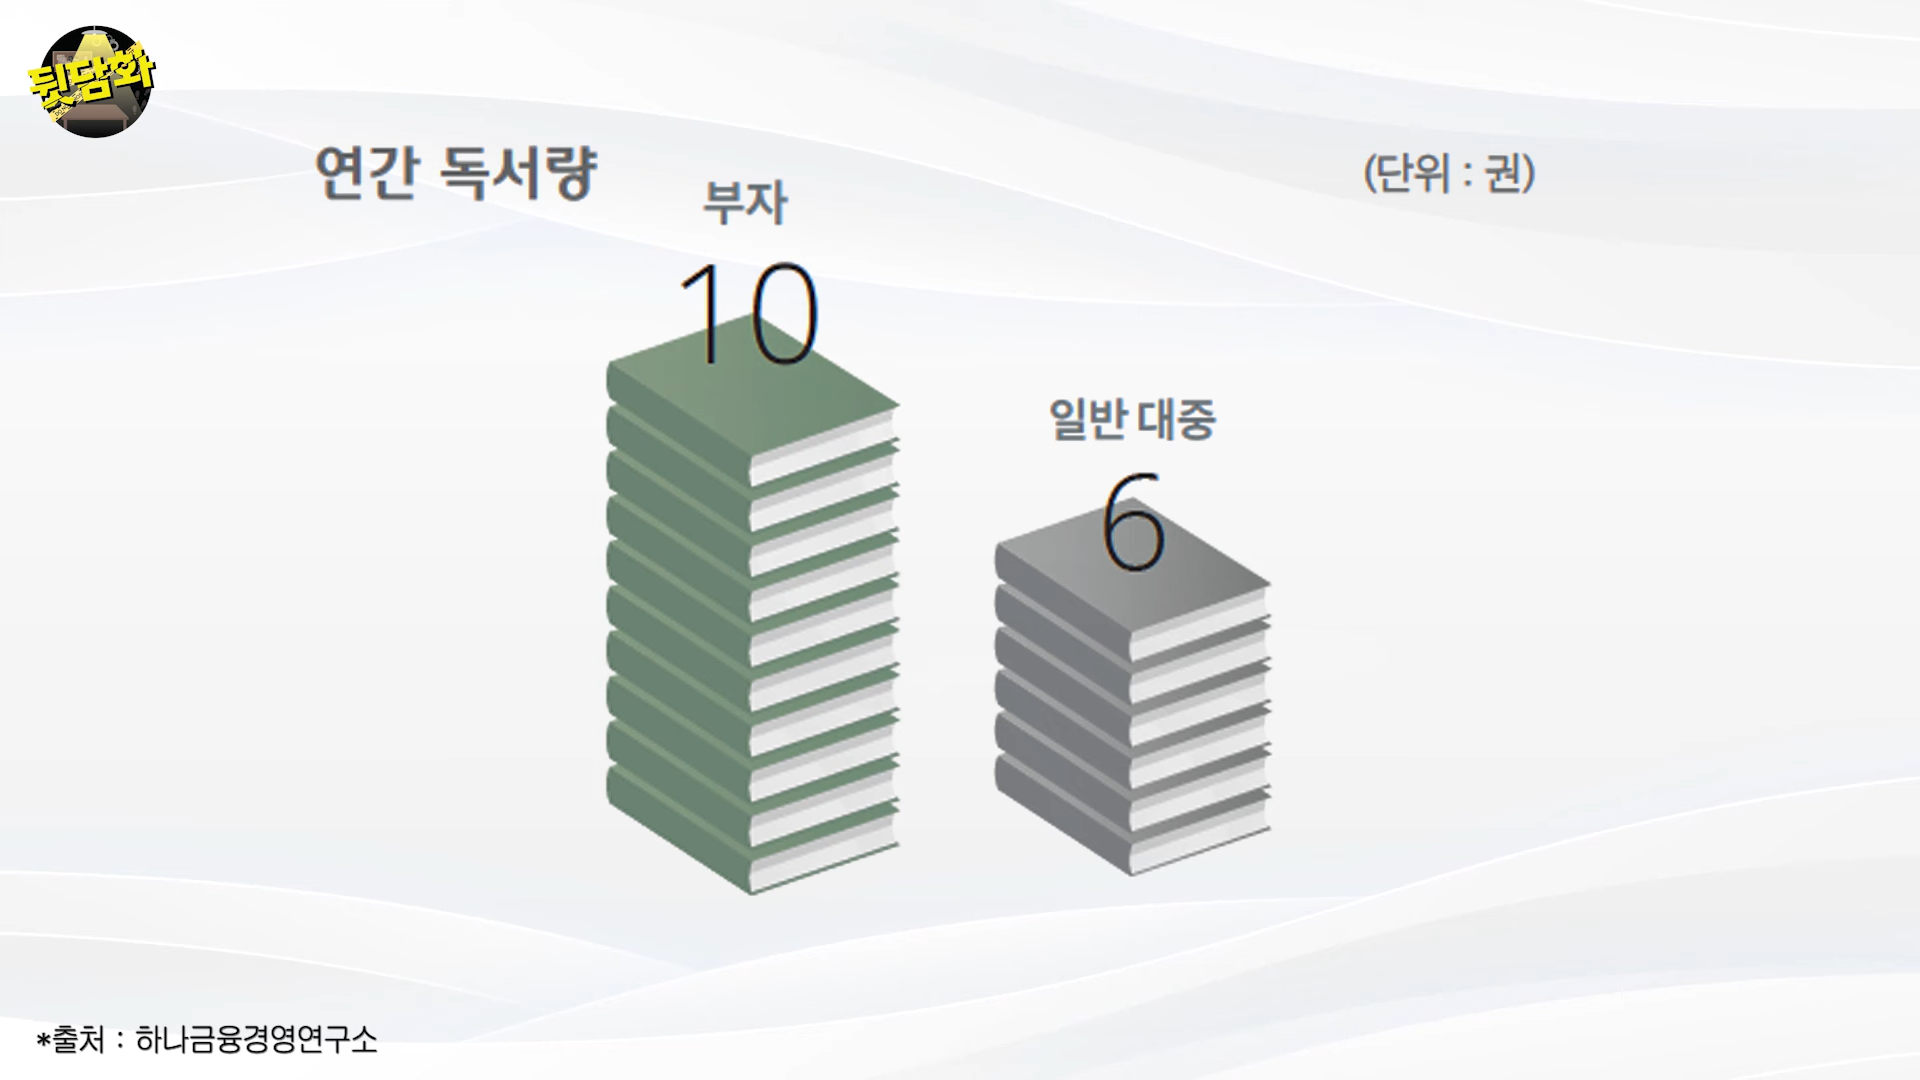 뒷담화
연간 독서량
(단위 : 권)
부자
10
일반 대중
6
*출처 : 하나금융경영연구소